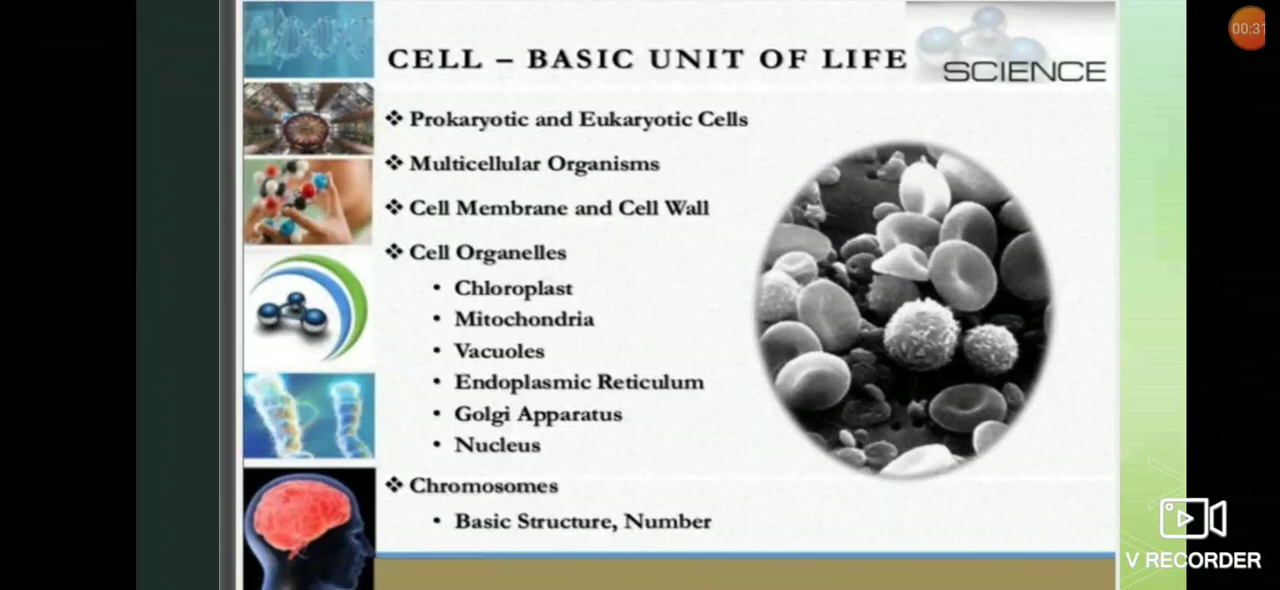 00:31
CELL – BASIC UNIT OF LIFE
SCIENCE
❖ Prokaryotic and Eukaryotic Cells
❖ Multicellular Organisms
❖ Cell Membrane and Cell Wall
❖ Cell Organelles
• Chloroplast
• Mitochondria
• Vacuoles
• Endoplasmic Reticulum
• Golgi Apparatus
• Nucleus
❖ Chromosomes
• Basic Structure, Number
V RECORDER